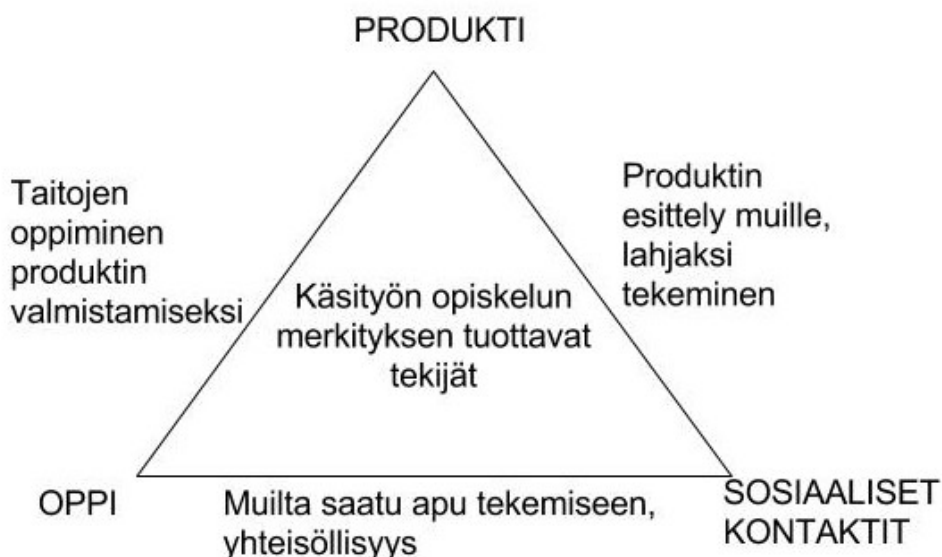 PRODUKTI
Taitojen
oppiminen
produktin
valmistamiseksi
Produktin
esittely muille,
lahjaksi
tekeminen
Käsityön opiskelun
merkityksen tuottavat
tekijät
OPPI
Muilta saatu apu tekemiseen,
yhteisöllisyys
SOSIAALISET
KONTAKTIT